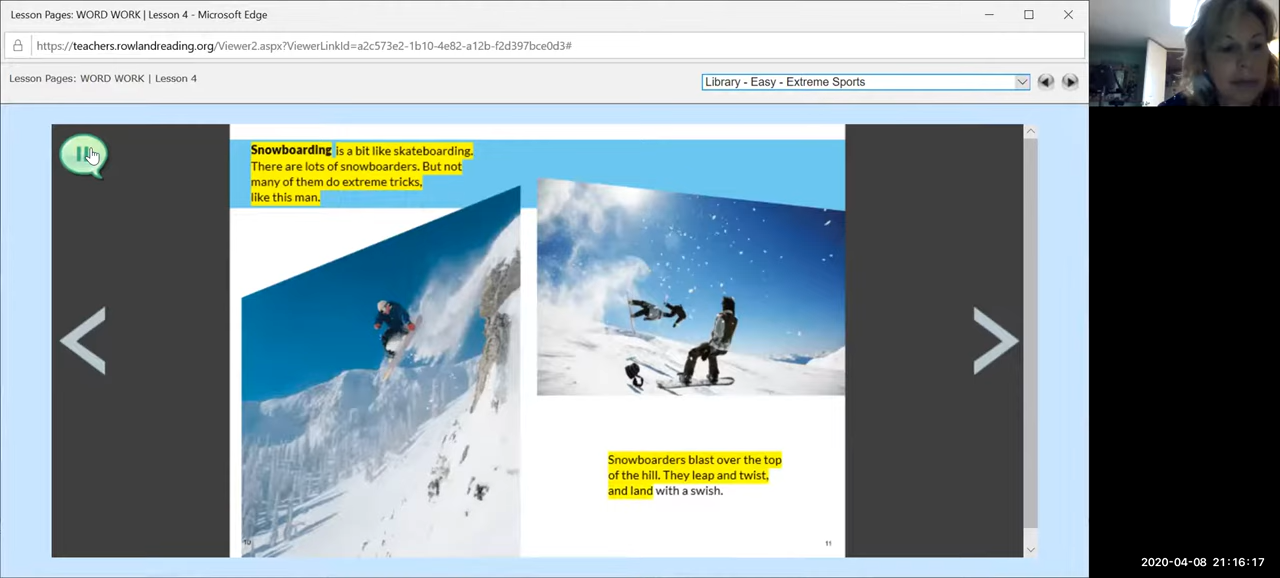 Lesson Pages: WORD WORK | Lesson 4 - Microsoft Edge
https://teachers.rowlandreading.org/Viewer2.aspx?ViewerLinkId=a2c573e2-1b10-4e82-a12b-f2d397bce0d3#
Lesson Pages: WORD WORK | Lesson 4
Library - Easy - Extreme Sports
Snowboarding is a bit like skateboarding.
There are lots of snowboarders. But not
many of them do extreme tricks,
like this man.
Snowboarders blast over the top
of the hill. They leap and twist,
and land with a swish.
10
11
2020-04-08 21:16:17